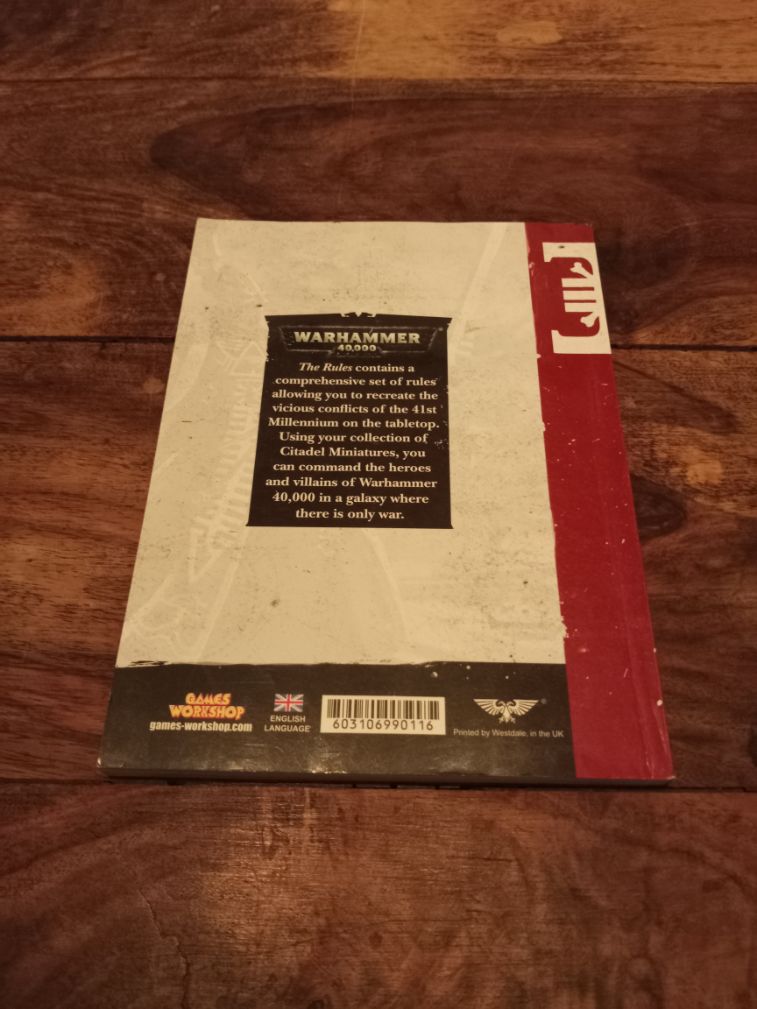 WARHAMMER
40,000
The Rules contains a
comprehensive set of rules
allowing you to recreate the
vicious conflicts of the 41st
Millennium on the tabletop.
Using your collection of
Citadel Miniatures, you
can command the heroes
and villains of Warhammer
40,000 in a galaxy where
there is only war.
GAMES
WORKSHOP
games-workshop.com
ENGLISH
LANGUAGE
603106990116
®
Printed by Westdale, in the UK